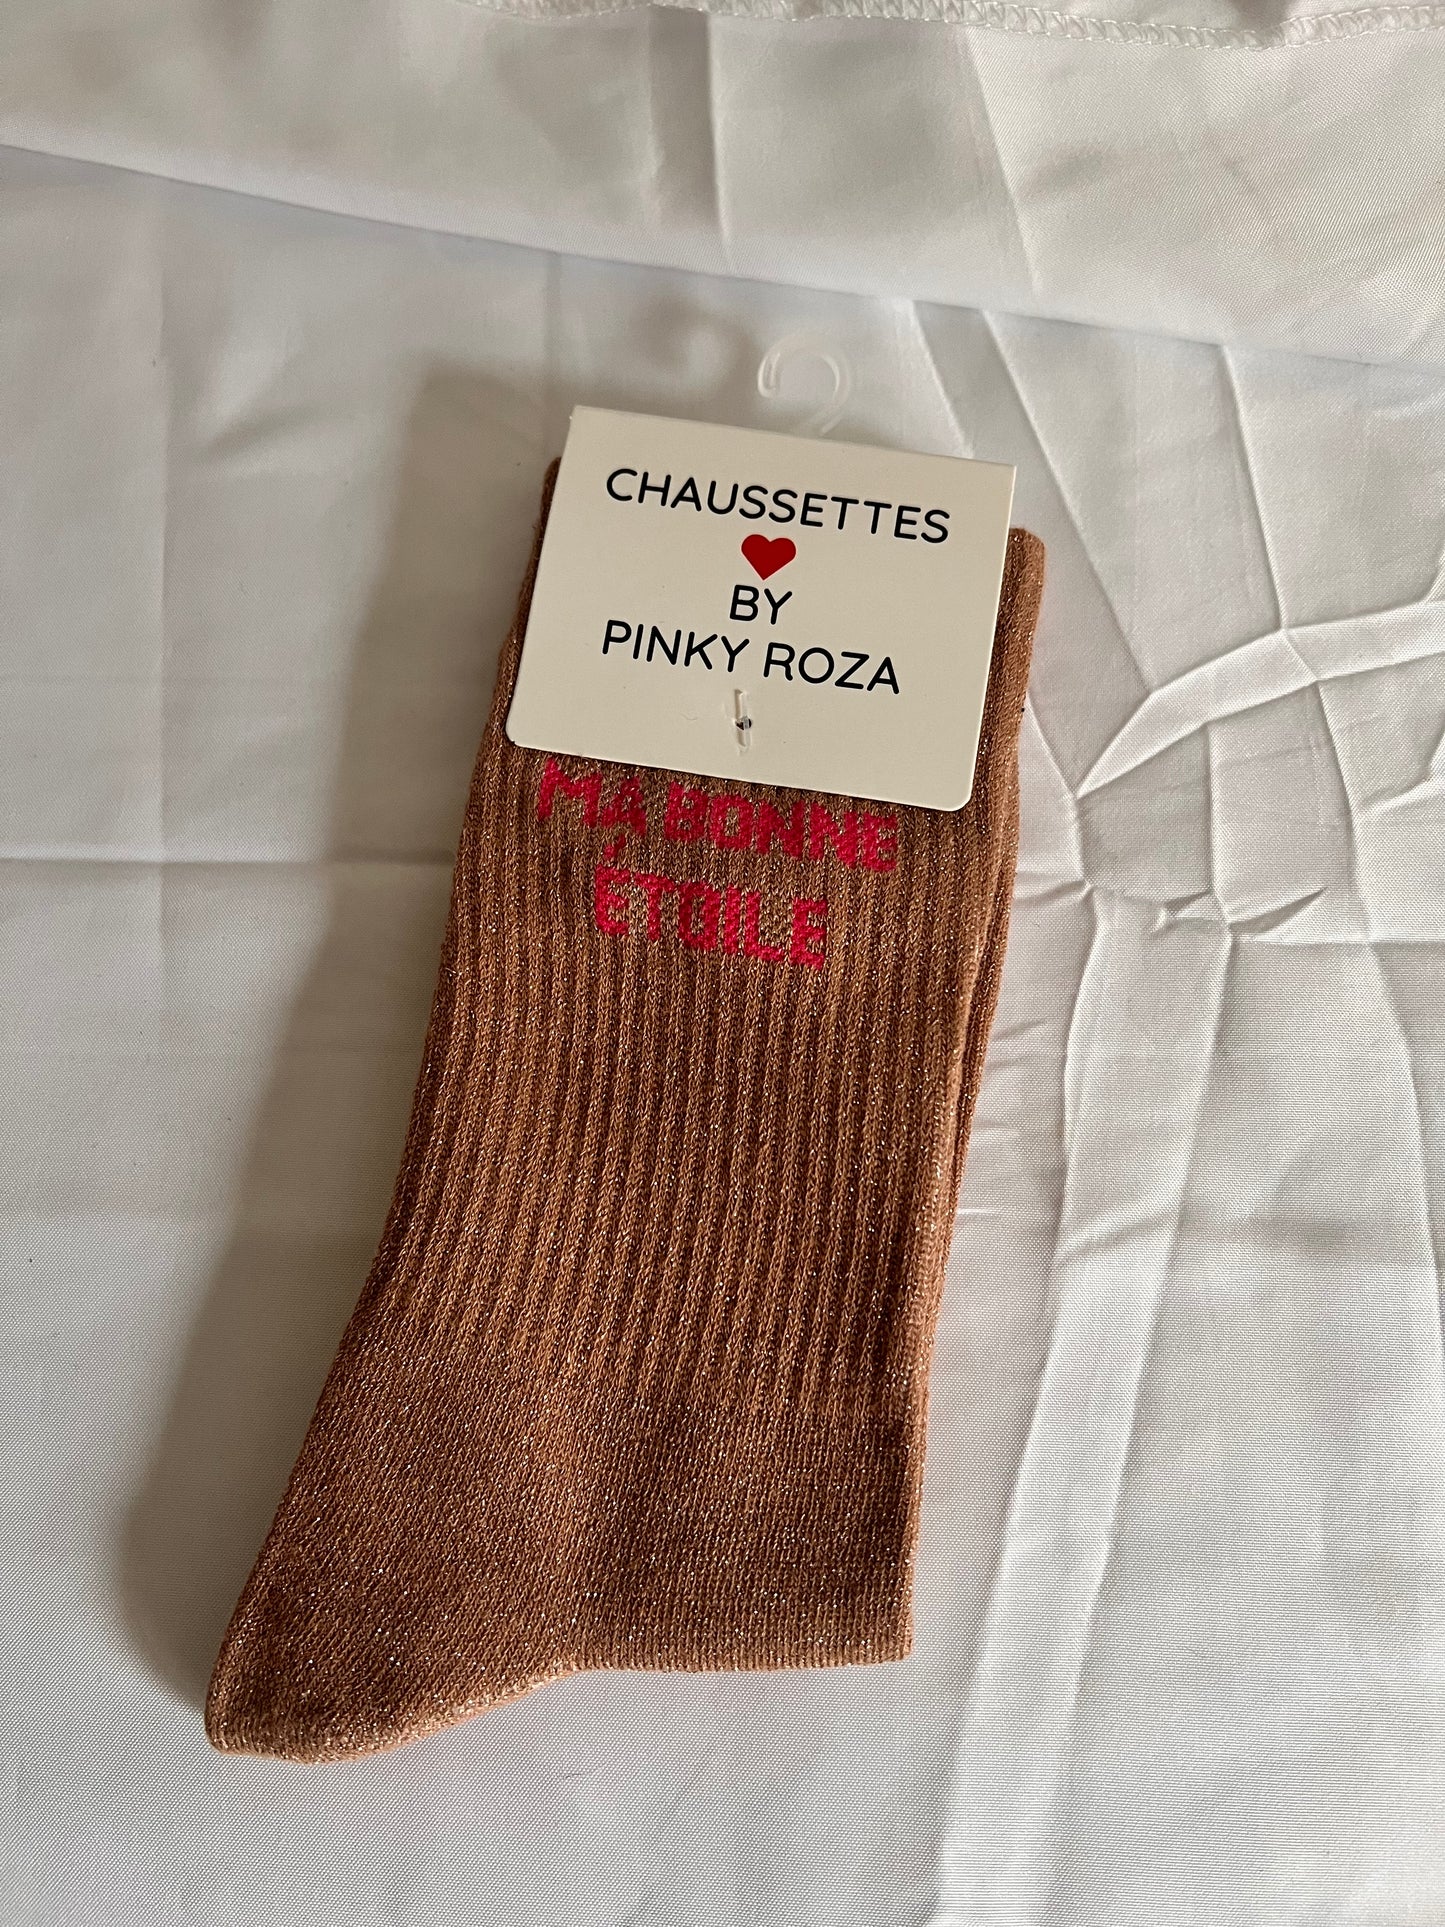 CHAUSSETTES
BY
PINKY ROZA
MA BONNE
ÉTOILE